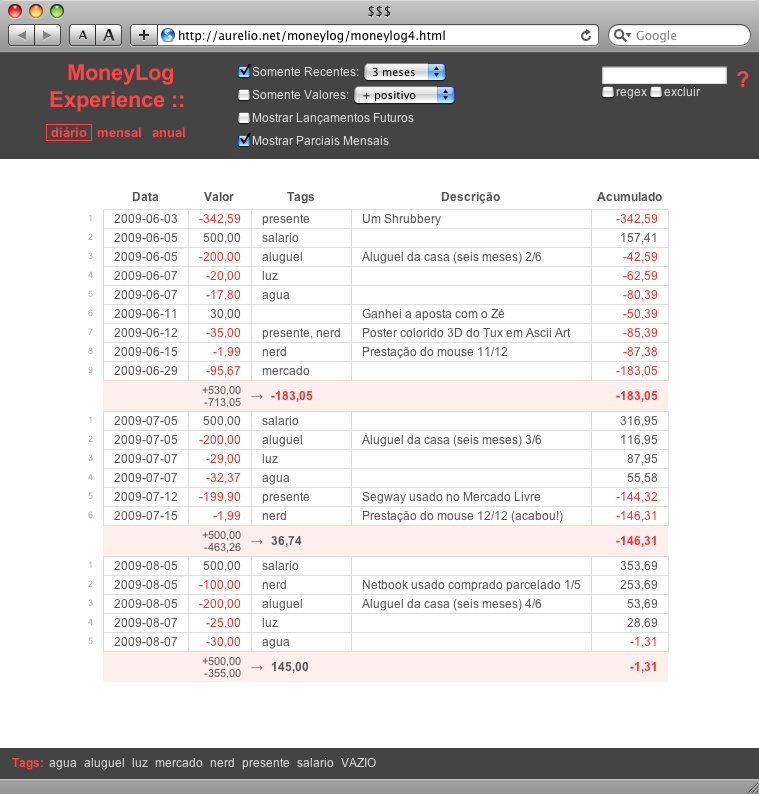 $$$
A A + http://aurelio.net/moneylog/moneylog4.html Google
MoneyLog
Experience ::
diário mensal anual
Somente Recentes: 3 meses
Somente Valores: + positivo
Mostrar Lançamentos Futuros
Mostrar Parciais Mensais
?
regex excluir
Data Valor Tags Descrição Acumulado
1 2009-06-03 -342,59 presente Um Shrubbery -342,59
2 2009-06-05 500,00 salario 157,41
3 2009-06-05 -200,00 aluguel Aluguel da casa (seis meses) 2/6 -42,59
4 2009-06-07 -20,00 luz -62,59
5 2009-06-07 -17,80 agua -80,39
6 2009-06-11 30,00 Ganhei a aposta com o Zé -50,39
7 2009-06-12 -35,00 presente, nerd Poster colorido 3D do Tux em Ascii Art -85,39
8 2009-06-15 -1,99 nerd Prestação do mouse 11/12 -87,38
9 2009-06-29 -95,67 mercado -183,05
+530,00
-713,05 → -183,05 -183,05
1 2009-07-05 500,00 salario 316,95
2 2009-07-05 -200,00 aluguel Aluguel da casa (seis meses) 3/6 116,95
3 2009-07-07 -29,00 luz 87,95
4 2009-07-07 -32,37 agua 55,58
5 2009-07-12 -199,90 presente Segway usado no Mercado Livre -144,32
6 2009-07-15 -1,99 nerd Prestação do mouse 12/12 (acabou!) -146,31
+500,00
-463,26 → 36,74 -146,31
1 2009-08-05 500,00 salario 353,69
2 2009-08-05 -100,00 nerd Netbook usado comprado parcelado 1/5 253,69
3 2009-08-05 -200,00 aluguel Aluguel da casa (seis meses) 4/6 53,69
4 2009-08-07 -25,00 luz 28,69
5 2009-08-07 -30,00 agua -1,31
+500,00
-355,00 → 145,00 -1,31
Tags: agua aluguel luz mercado nerd presente salario VAZIO